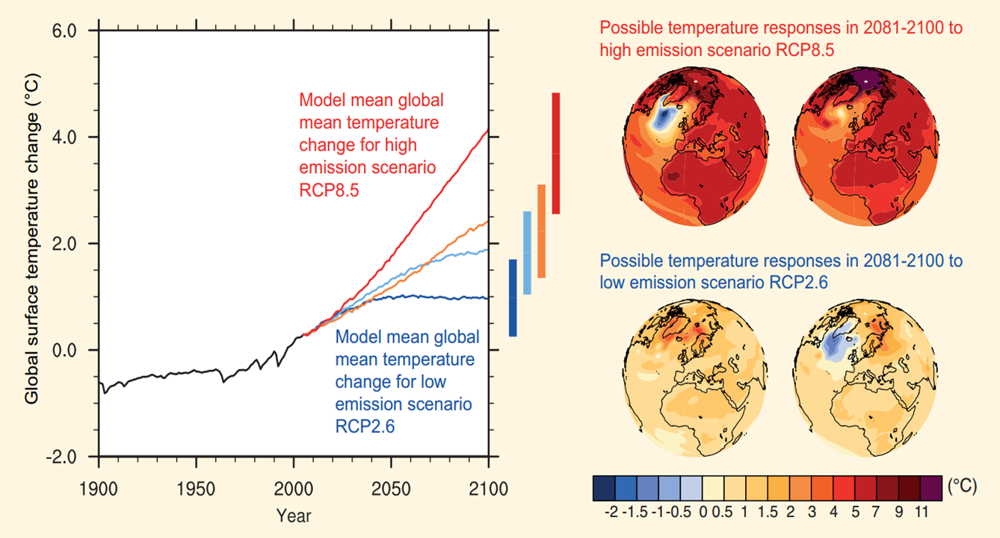 Global surface temperature change (°C)
6.0
4.0
2.0
0.0
-2.0
Model mean global
mean temperature
change for high
emission scenario
RCP8.5
Model mean global
mean temperature
change for low
emission scenario
RCP2.6
1900
1950
2000
2050
2100
Year
Possible temperature responses in 2081-2100 to
high emission scenario RCP8.5
Possible temperature responses in 2081-2100 to
low emission scenario RCP2.6
(°C)
-2 -1.5 -1 -0.5 0 0.5 1 1.5 2 3 4 5 7 9 11